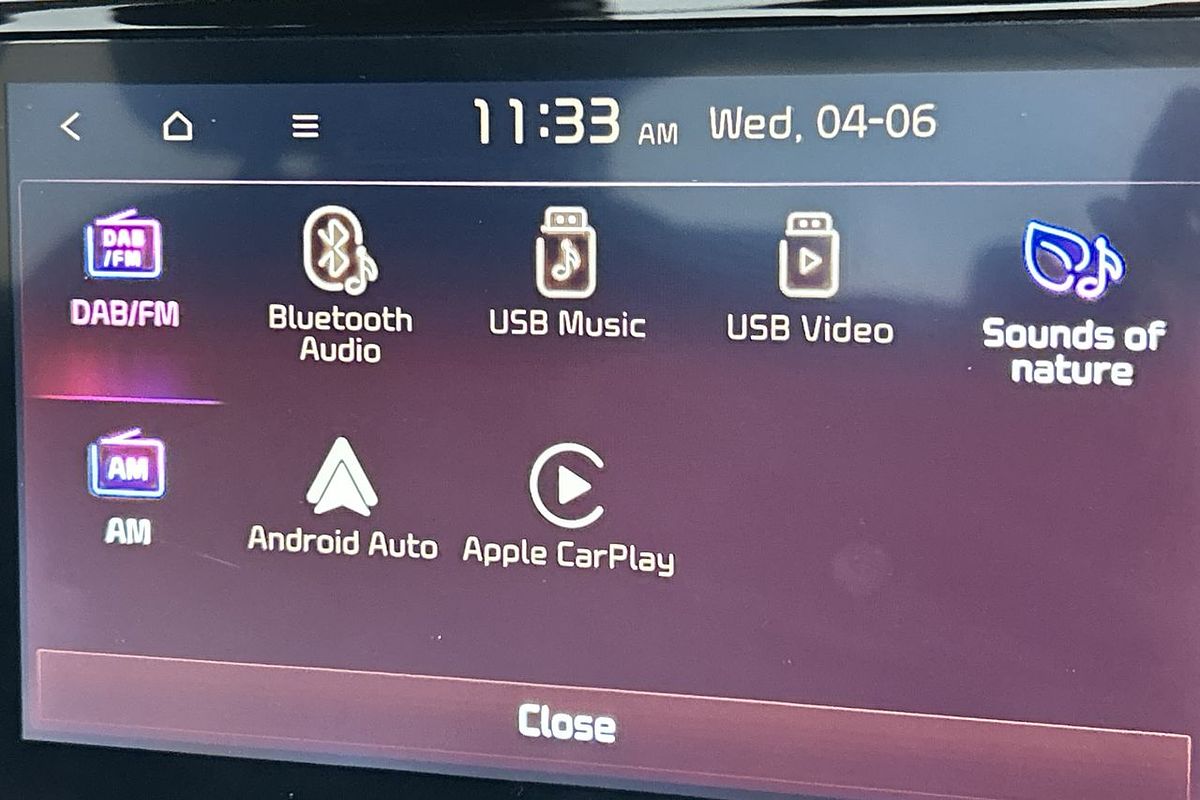 11:33 AM Wed, 04-06
DAB
/FM
DAB/FM
Bluetooth
Audio
USB Music
USB Video
Sounds of
nature
AM
AM
Android Auto
Apple CarPlay
Close